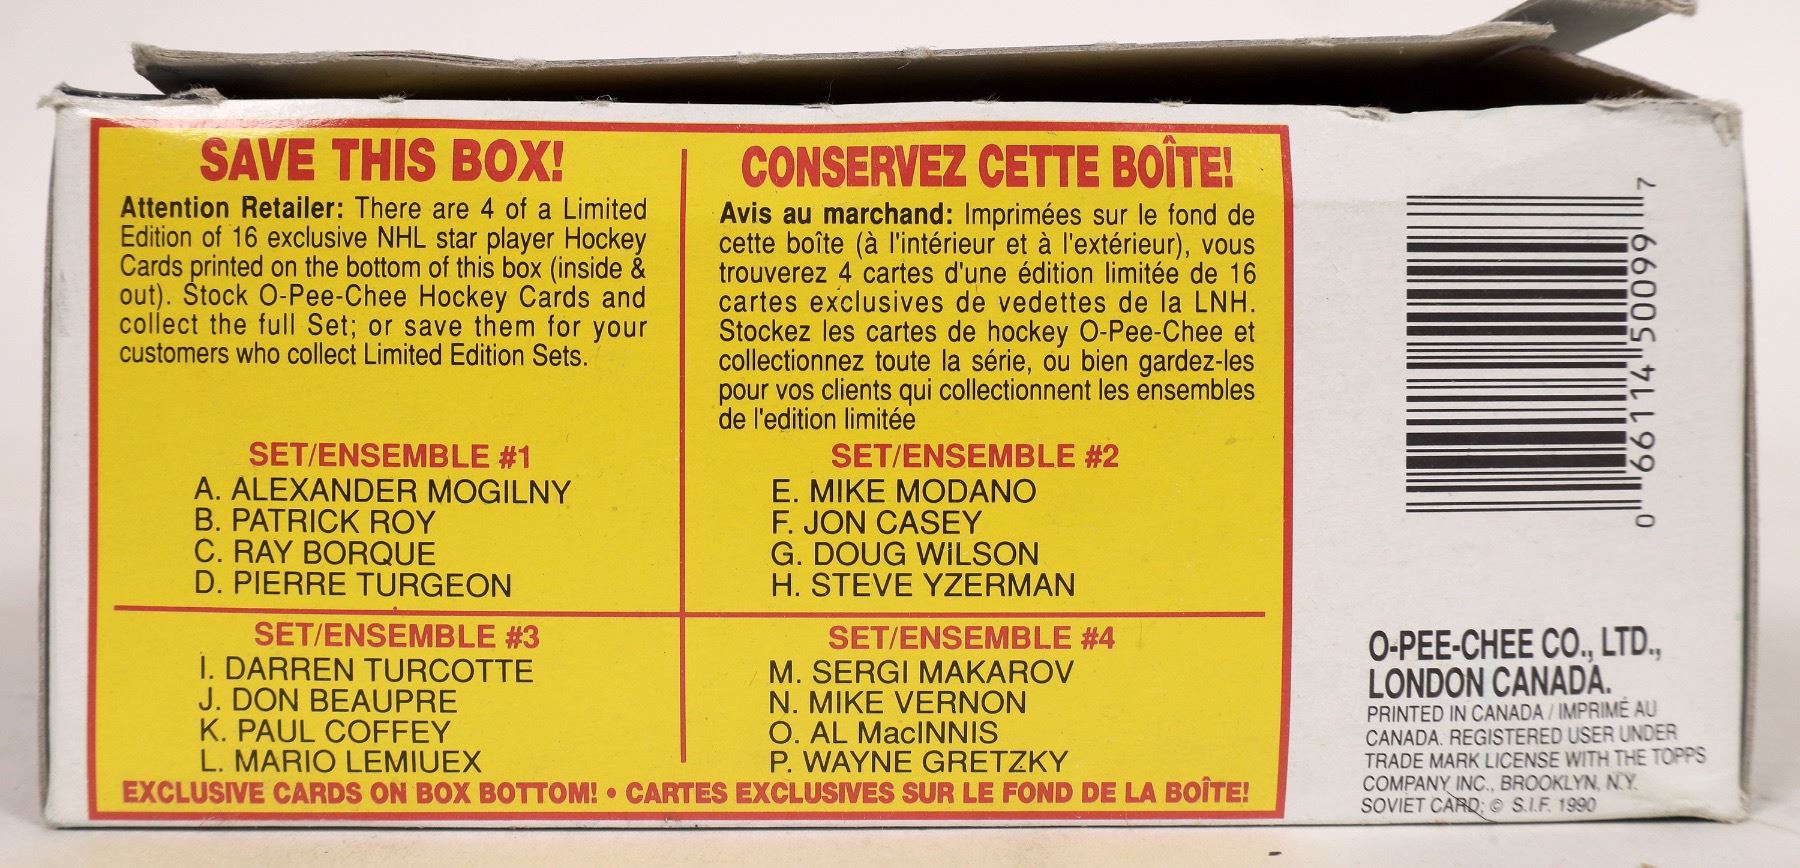 SAVE THIS BOX!
Attention Retailer: There are 4 of a Limited
Edition of 16 exclusive NHL star player Hockey
Cards printed on the bottom of this box (inside &
out). Stock O-Pee-Chee Hockey Cards and
collect the full Set; or save them for your
customers who collect Limited Edition Sets.
CONSERVEZ CETTE BOÎTE!
Avis au marchand: Imprimées sur le fond de
cette boîte (à l'intérieur et à l'extérieur), vous
trouverez 4 cartes d'une édition limitée de 16
cartes exclusives de vedettes de la LNH.
Stockez les cartes de hockey O-Pee-Chee et
collectionnez toute la série, ou bien gardez-les
pour vos clients qui collectionnent les ensembles
de l'edition limitée
SET/ENSEMBLE #1
A. ALEXANDER MOGILNY
B. PATRICK ROY
C. RAY BORQUE
D. PIERRE TURGEON
SET/ENSEMBLE #2
E. MIKE MODANO
F. JON CASEY
G. DOUG WILSON
H. STEVE YZERMAN
SET/ENSEMBLE #3
I. DARREN TURCOTTE
J. DON BEAUPRE
K. PAUL COFFEY
L. MARIO LEMIUEX
SET/ENSEMBLE #4
M. SERGI MAKAROV
N. MIKE VERNON
O. AL MacINNIS
P. WAYNE GRETZKY
EXCLUSIVE CARDS ON BOX BOTTOM! • CARTES EXCLUSIVES SUR LE FOND DE LA BOÎTE!
0 66114 50099 7
O-PEE-CHEE CO., LTD.,
LONDON CANADA.
PRINTED IN CANADA / IMPRIMÉ AU
CANADA. REGISTERED USER UNDER
TRADE MARK LICENSE WITH THE TOPPS
COMPANY INC., BROOKLYN, N.Y.
SOVIET CARD; © S.I.F. 1990